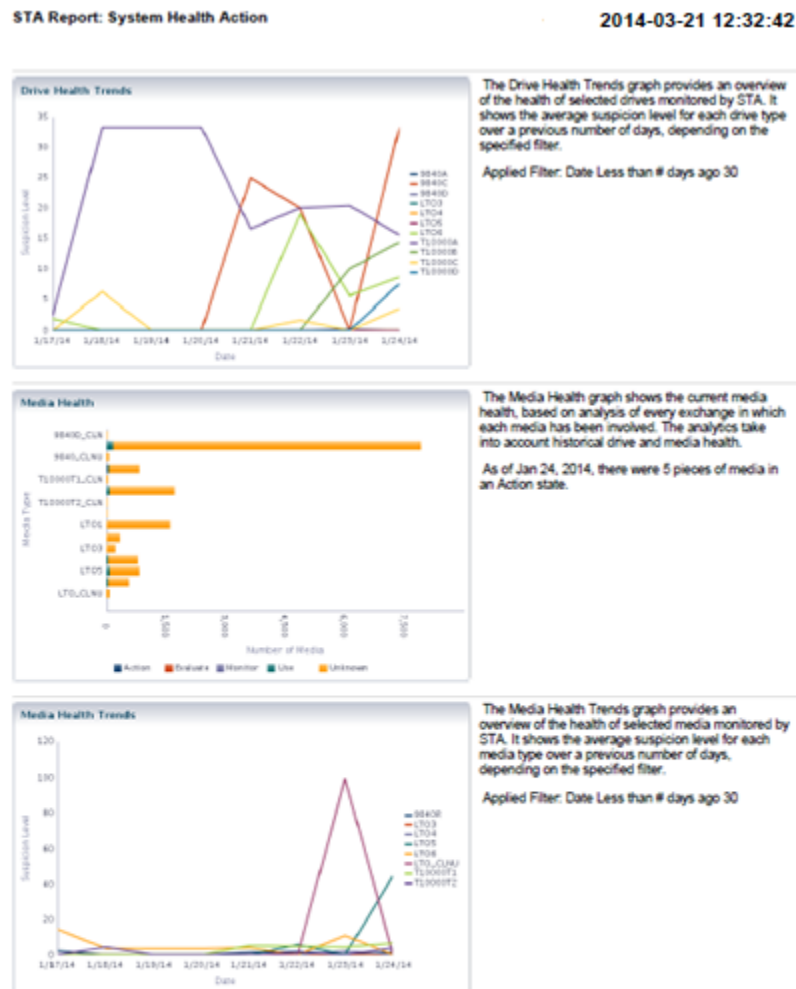 STA Report: System Health Action
2014-03-21 12:32:42
Drive Health Trends
35
30
25
20
15
10
5
0
Suspicion Level
1/17/14 1/18/14 1/19/14 1/20/14 1/21/14 1/22/14 1/23/14 1/24/14
Date
9840A
9840C
9840D
LTO3
LTO4
LTO5
LTO6
T10000A
T10000B
T10000C
T10000D
The Drive Health Trends graph provides an overview
of the health of selected drives monitored by STA. It
shows the average suspicion level for each drive type
over a previous number of days, depending on the
specified filter.
Applied Filter: Date Less than # days ago 30
Media Health
Media Type
9840D_CLN
9840_CLNU
T10000T1_CLN
T10000T2_CLN
LTO1
LTO3
LTO5
LTO_CLNU
0 1,500 3,000 4,500 6,000 7,500
Number of Media
Action Evaluate Monitor Use Unknown
The Media Health graph shows the current media
health, based on analysis of every exchange in which
each media has been involved. The analytics take
into account historical drive and media health.
As of Jan 24, 2014, there were 5 pieces of media in
an Action state.
Media Health Trends
120
100
80
60
40
20
0
Suspicion Level
1/17/14 1/18/14 1/19/14 1/20/14 1/21/14 1/22/14 1/23/14 1/24/14
Date
LTO3
LTO4
LTO5
LTO6
LTO_CLNU
T10000T1
T10000T2
The Media Health Trends graph provides an
overview of the health of selected media monitored by
STA. It shows the average suspicion level for each
media type over a previous number of days,
depending on the specified filter.
Applied Filter: Date Less than # days ago 30